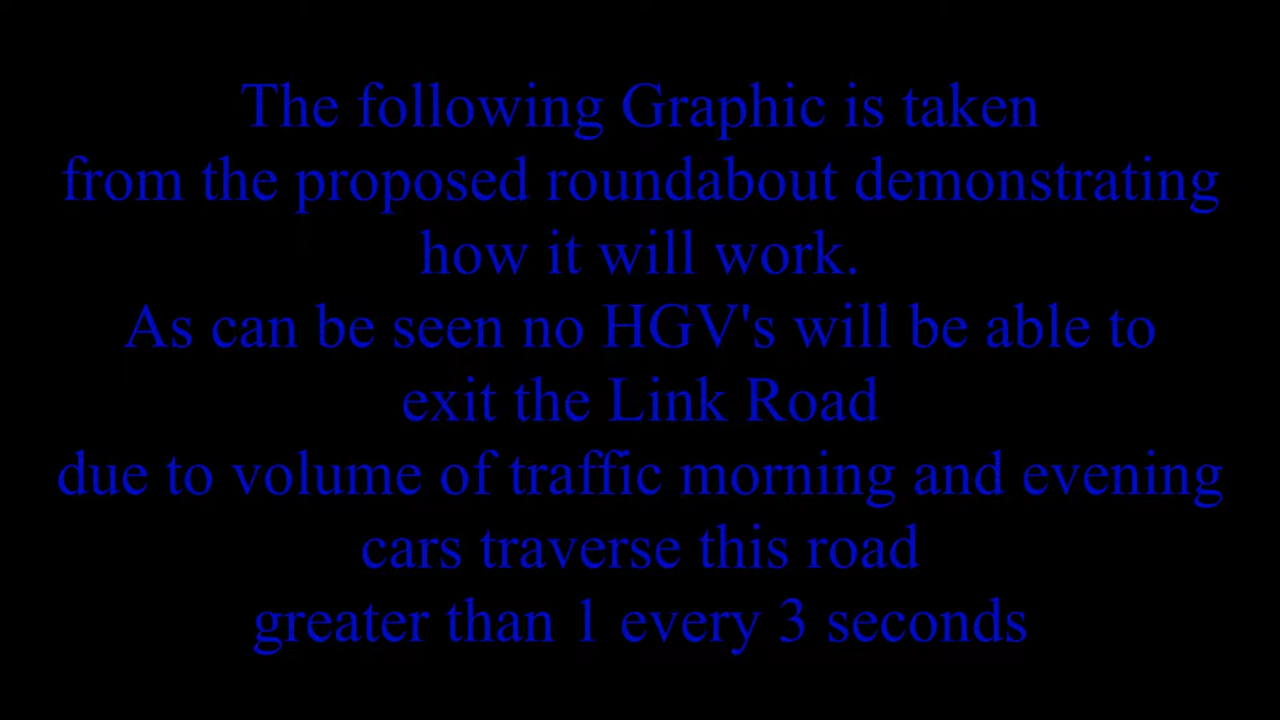 The following Graphic is taken
from the proposed roundabout demonstrating
how it will work.
As can be seen no HGV's will be able to
exit the Link Road
due to volume of traffic morning and evening
cars traverse this road
greater than 1 every 3 seconds